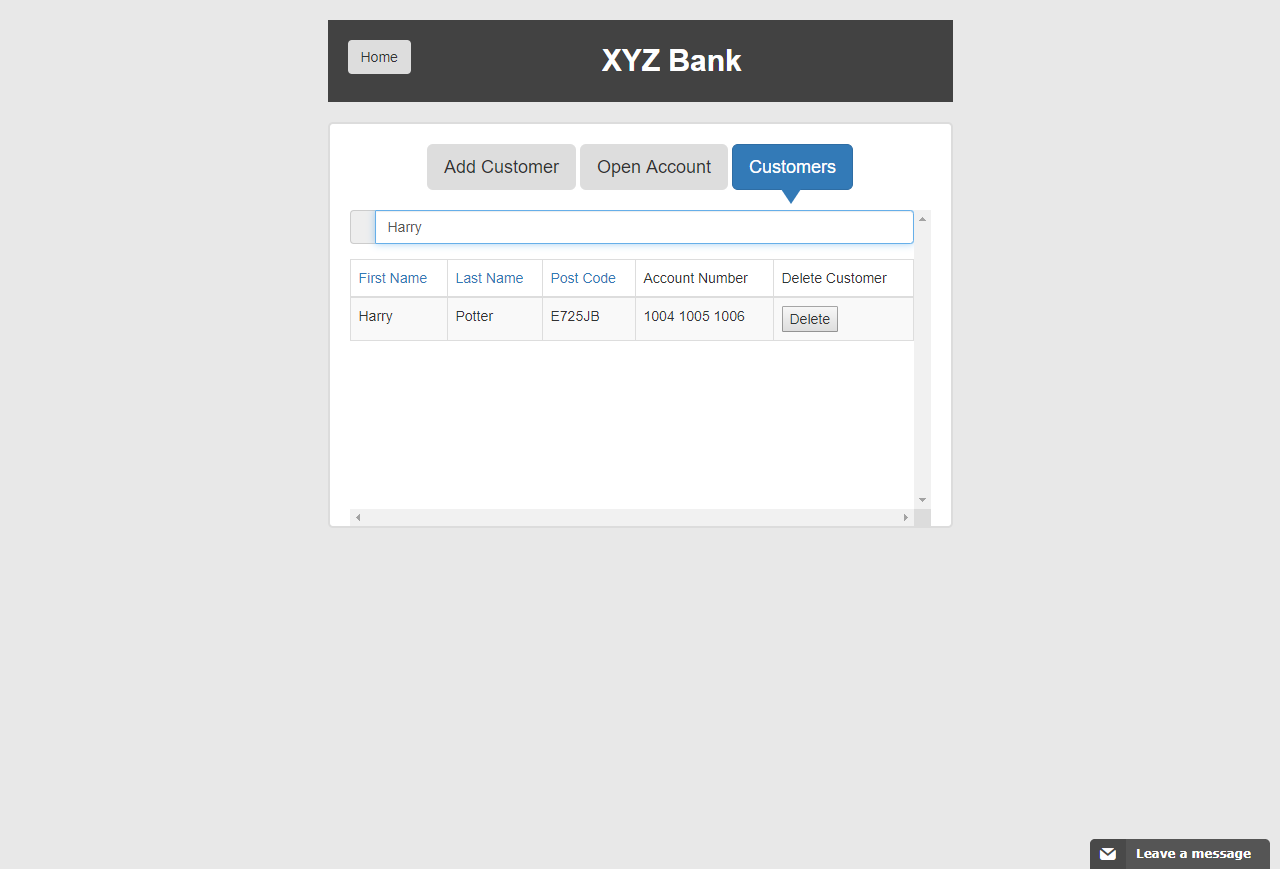 Home
XYZ Bank
Add Customer Open Account Customers
Harry
First Name Last Name Post Code Account Number Delete Customer
Harry Potter E725JB 1004 1005 1006 Delete
Leave a message